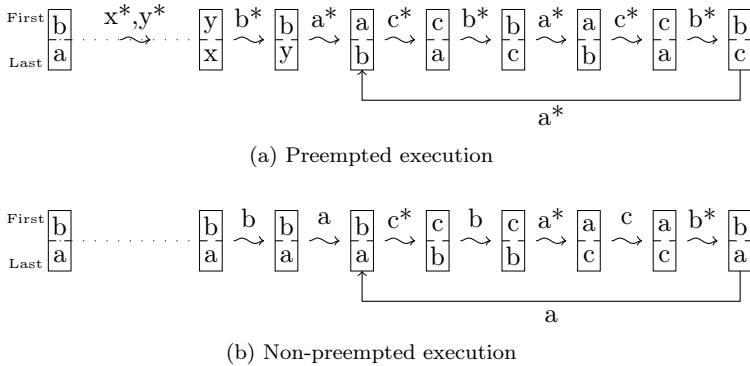 x*,y* b* a* c* b* a* c* b*
First b y b a c b a c b
Last a x y b a c b a c
a*
(a) Preempted execution
b a c* b a* c b*
First b b b b c c a a b
Last a a a a b b c c a
a
(b) Non-preempted execution